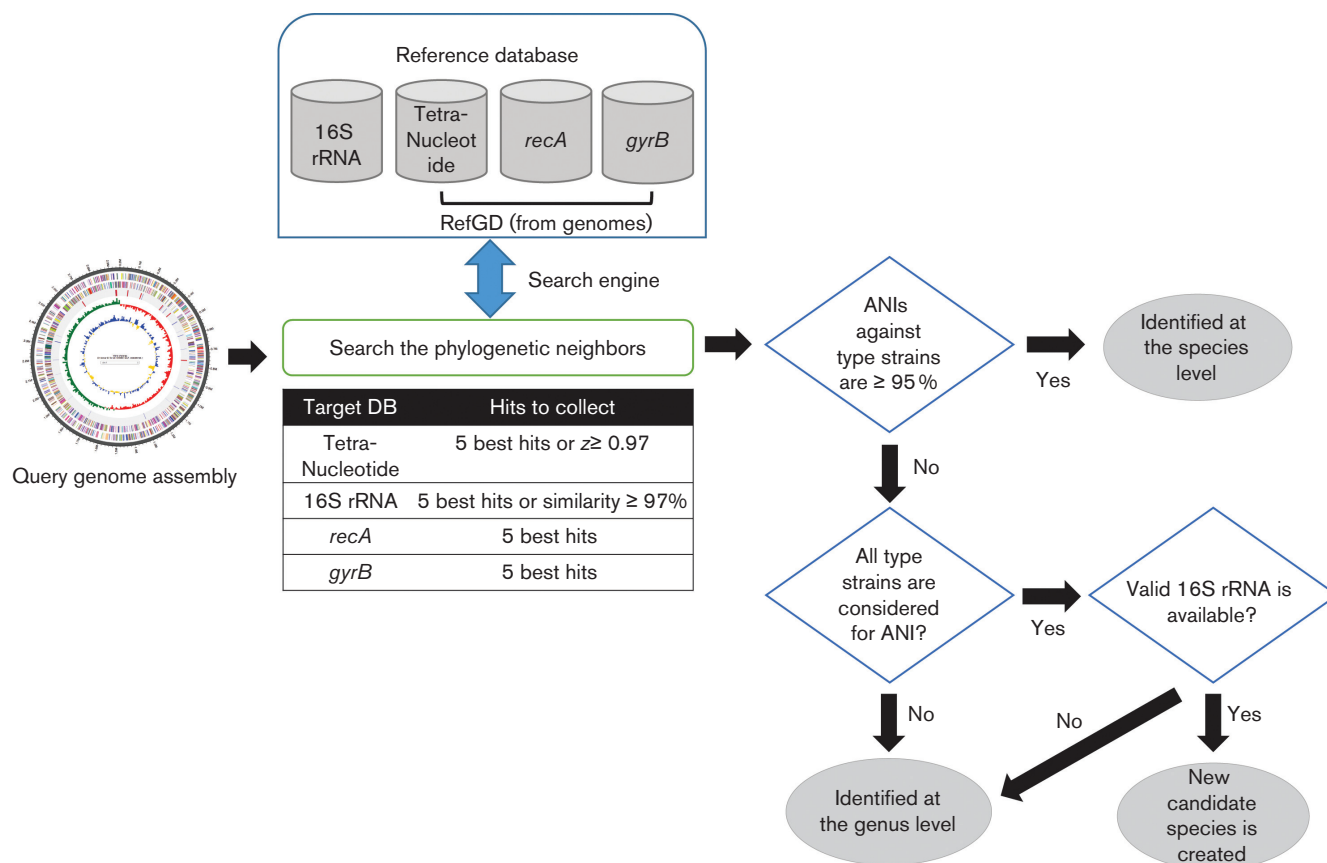 Reference database
16S
rRNA
Tetra-
Nucleot
ide
recA
gyrB
RefGD (from genomes)
Search engine
Query genome assembly
Search the phylogenetic neighbors
Target DB Hits to collect
Tetra-
Nucleotide
5 best hits or z≥ 0.97
16S rRNA 5 best hits or similarity ≥ 97%
recA 5 best hits
gyrB 5 best hits
ANIs
against
type strains
are ≥ 95%
Yes
Identified at
the species
level
No
All type
strains are
considered
for ANI?
Yes
Valid 16S rRNA is
available?
No
No
Yes
Identified at
the genus level
New
candidate
species is
created